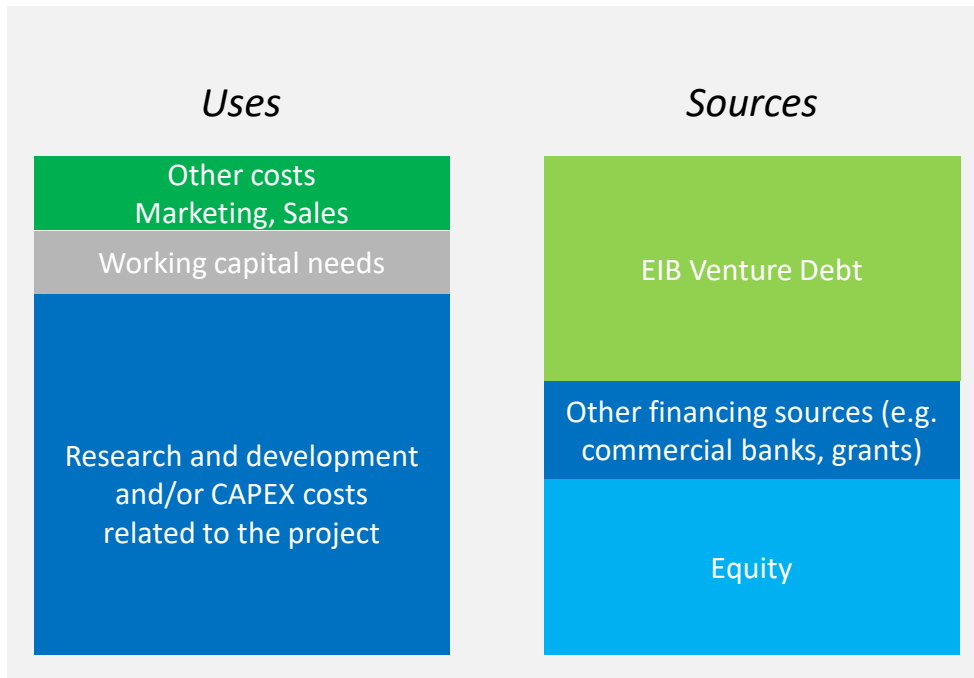 Uses
Other costs
Marketing, Sales
Working capital needs
Research and development
and/or CAPEX costs
related to the project
Sources
EIB Venture Debt
Other financing sources (e.g.
commercial banks, grants)
Equity